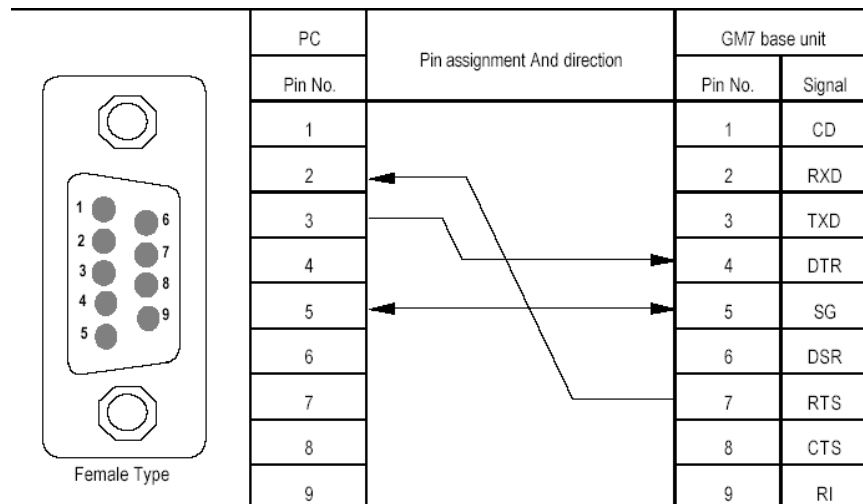 PC
Pin assignment And direction
GM7 base unit
Pin No.
Pin No.
Signal
1
1
CD
2
2
RXD
3
3
TXD
4
4
DTR
5
5
SG
6
6
DSR
7
7
RTS
8
8
CTS
9
9
RI
1
6
2
7
3
8
4
9
5
Female Type